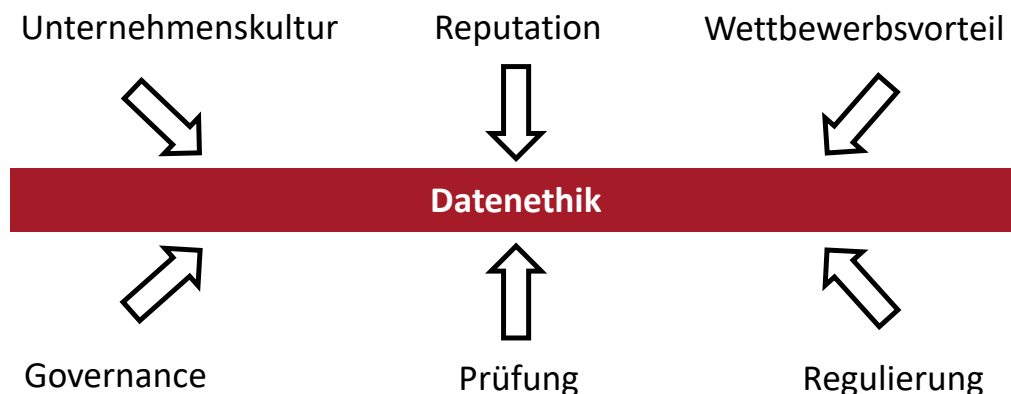 Unternehmenskultur Reputation Wettbewerbsvorteil
Datenethik
Governance Prüfung Regulierung